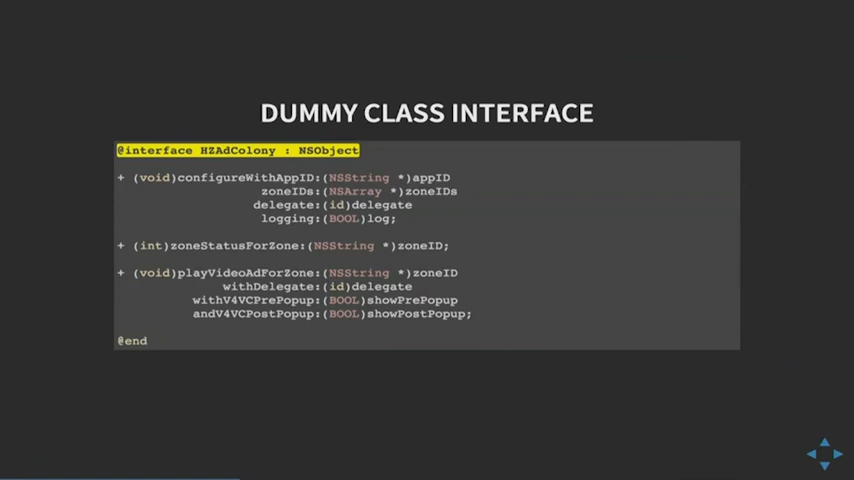 DUMMY CLASS INTERFACE
@interface HZAdColony : NSObject
+ (void)configureWithAppID:(NSString *)appID
zoneIDs:(NSArray *)zoneIDs
delegate:(id)delegate
logging:(BOOL)log;
+ (int)zoneStatusForZone:(NSString *)zoneID;
+ (void)playVideoAdForZone:(NSString *)zoneID
withDelegate:(id)delegate
withV4VCPrePopup:(BOOL)showPrePopup
andV4VCPostPopup:(BOOL)showPostPopup;
@end